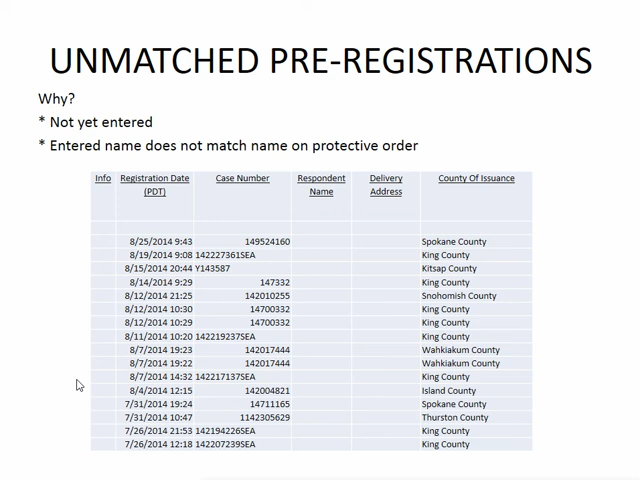 UNMATCHED PRE-REGISTRATIONS
Why?
* Not yet entered
* Entered name does not match name on protective order
Info Registration Date (PDT) Case Number Respondent Name Delivery Address County Of Issuance
8/25/2014 9:43 149524160 Spokane County
8/19/2014 9:08 142227361SEA King County
8/15/2014 20:44 Y143587 Kitsap County
8/14/2014 9:29 147332 King County
8/12/2014 21:25 142010255 Snohomish County
8/12/2014 10:30 14700332 King County
8/12/2014 10:29 14700332 King County
8/11/2014 10:20 142219237SEA King County
8/7/2014 19:23 142017444 Wahkiakum County
8/7/2014 19:22 142017444 Wahkiakum County
8/7/2014 14:32 142217137SEA King County
8/4/2014 12:15 142004821 Island County
7/31/2014 19:24 14711165 Spokane County
7/31/2014 10:47 1142305629 Thurston County
7/26/2014 21:53 142194226SEA King County
7/26/2014 12:18 142207239SEA King County